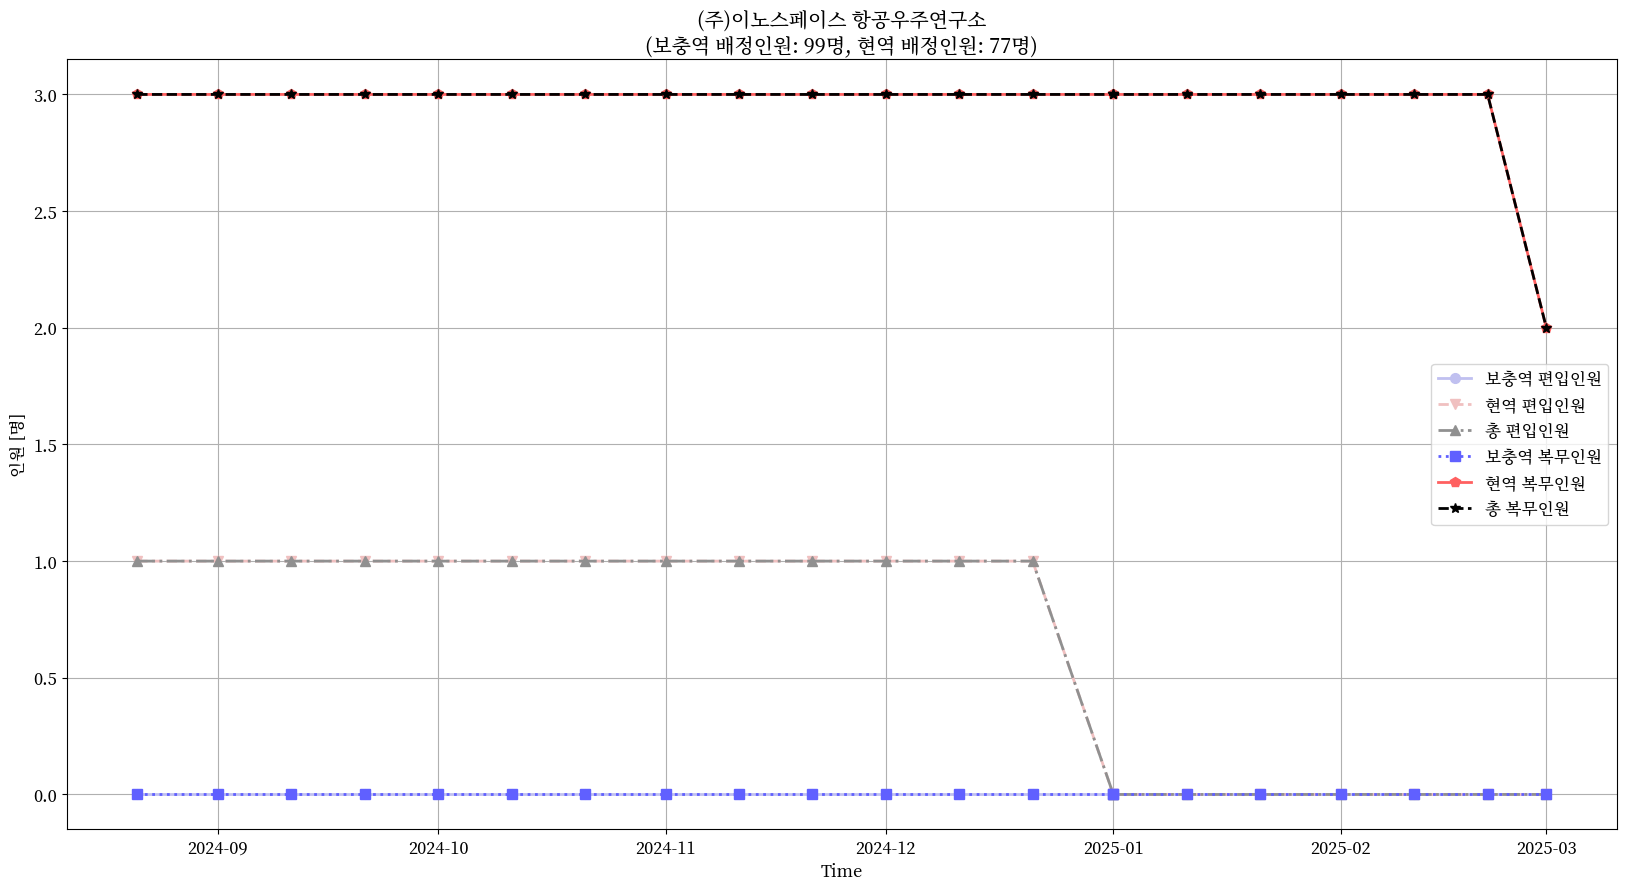 (주)이노스페이스 항공우주연구소
(보충역 배정인원: 99명, 현역 배정인원: 77명)
3.0
2.5
2.0
1.5
1.0
0.5
0.0
인원 [명]
보충역 편입인원
현역 편입인원
총 편입인원
보충역 복무인원
현역 복무인원
총 복무인원
2024-09 2024-10 2024-11 2024-12 2025-01 2025-02 2025-03
Time